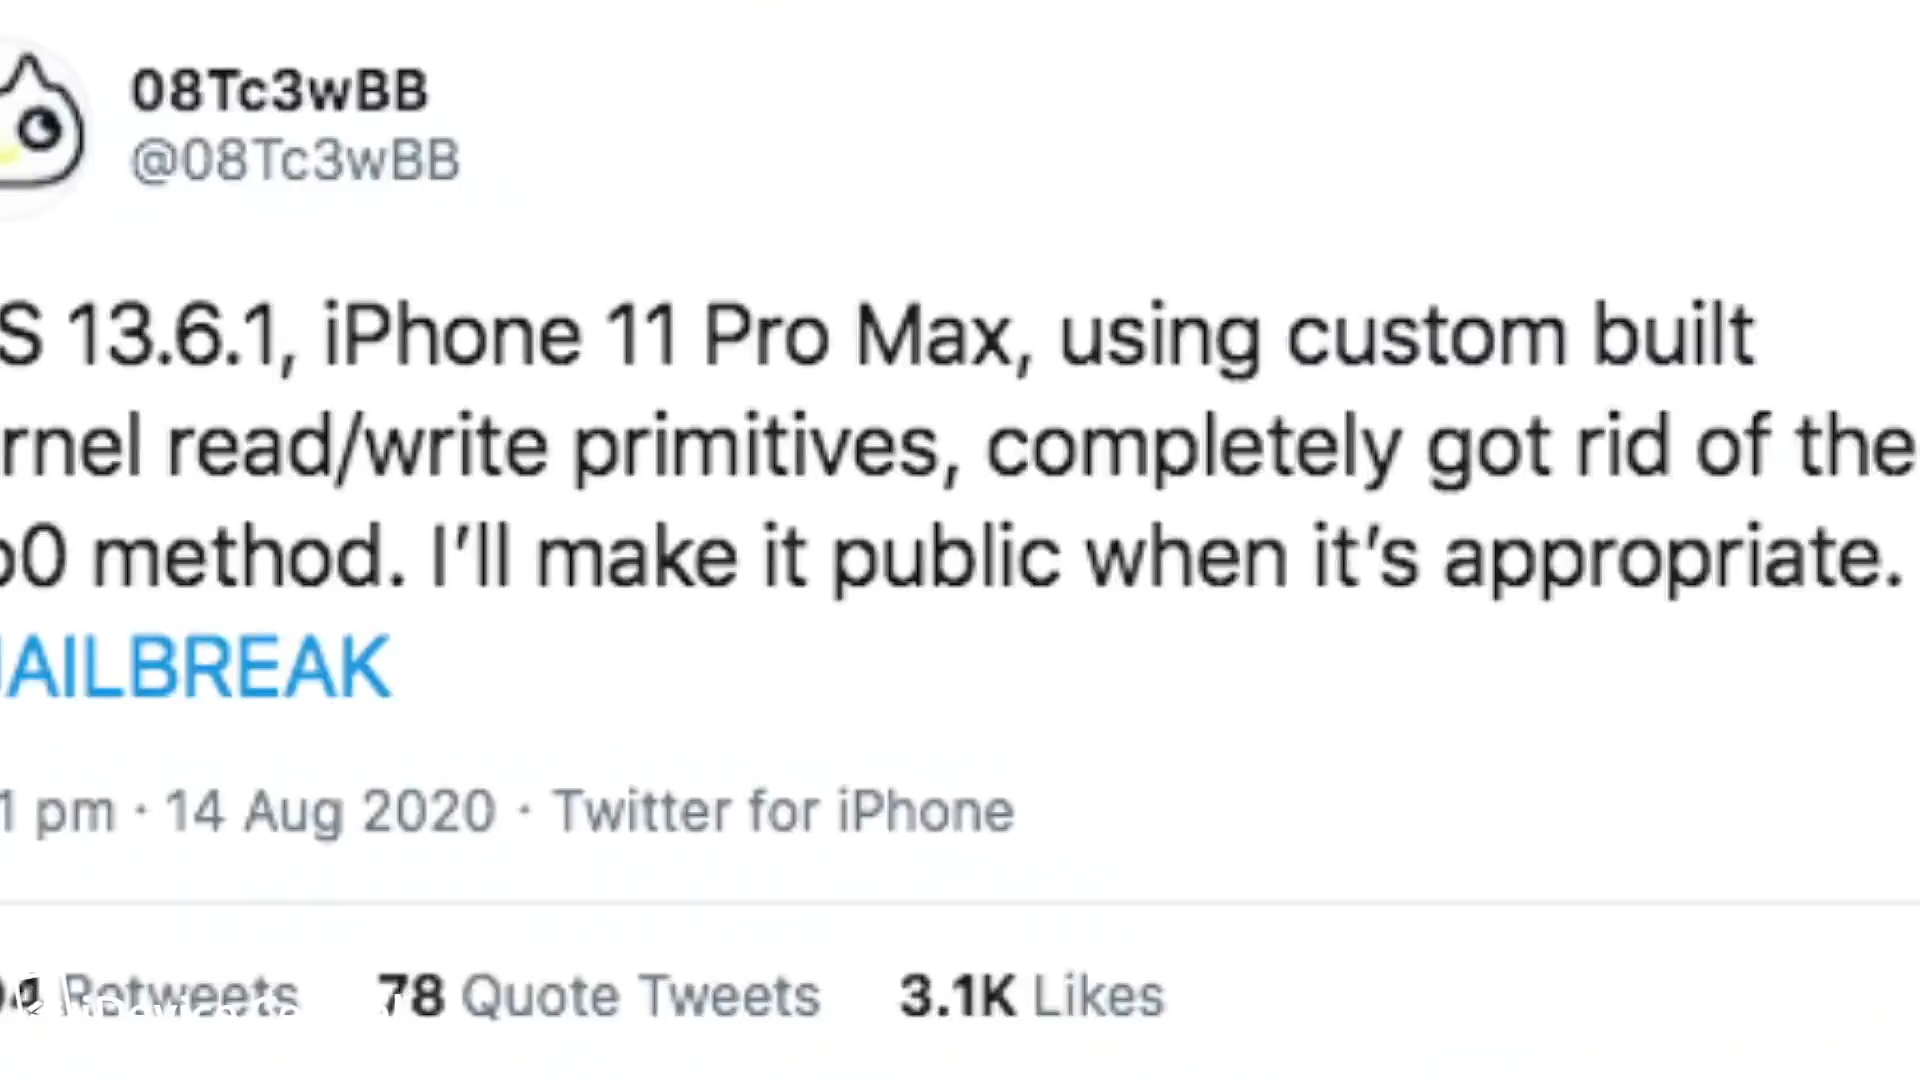 08Tc3wBB
@08Tc3wBB
S 13.6.1, iPhone 11 Pro Max, using custom built
rnel read/write primitives, completely got rid of the
0 method. I’ll make it public when it’s appropriate.
JAILBREAK
1 pm · 14 Aug 2020 · Twitter for iPhone
Retweets 78 Quote Tweets 3.1K Likes